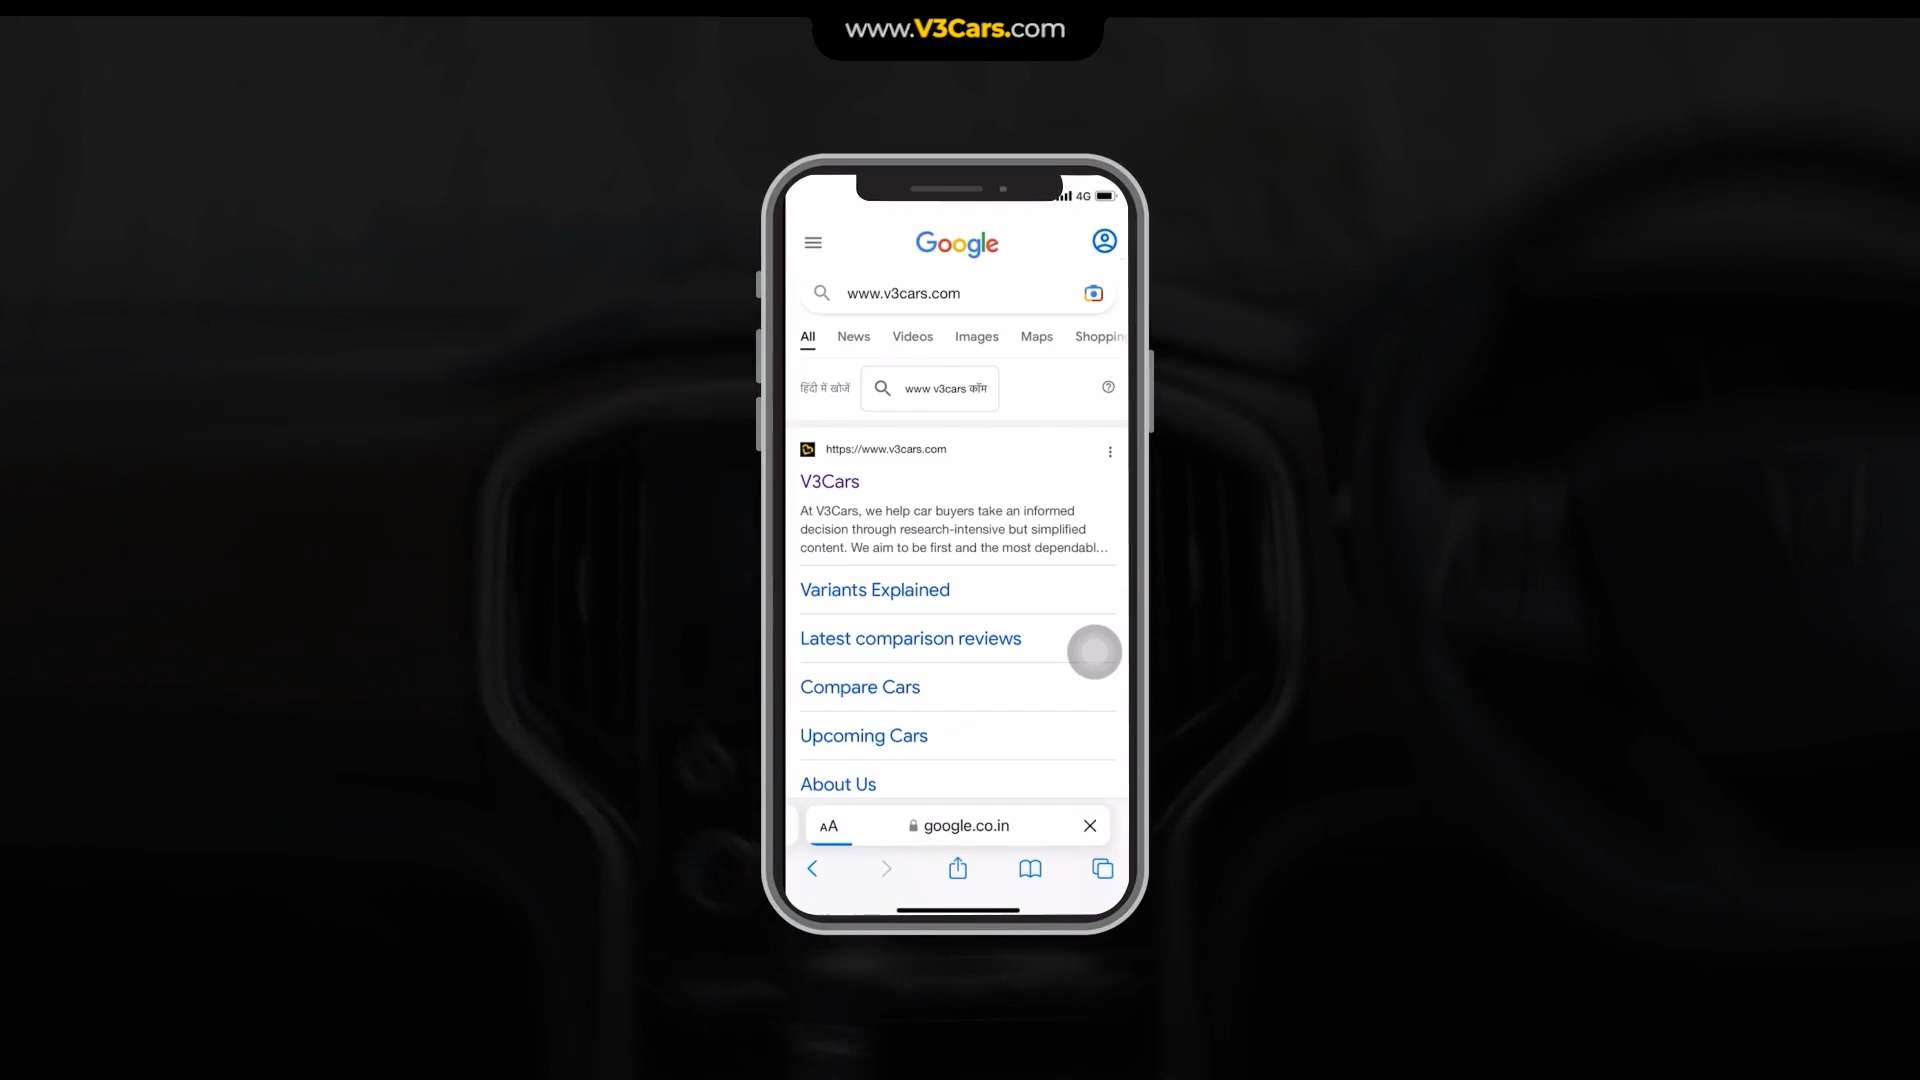 www.V3Cars.com
4G
Google
www.v3cars.com
All News Videos Images Maps Shoppin
हिंदी में खोजें www v3cars कॉम
https://www.v3cars.com
V3Cars
At V3Cars, we help car buyers take an informed
decision through research-intensive but simplified
content. We aim to be first and the most dependabl...
Variants Explained
Latest comparison reviews
Compare Cars
Upcoming Cars
About Us
AA google.co.in